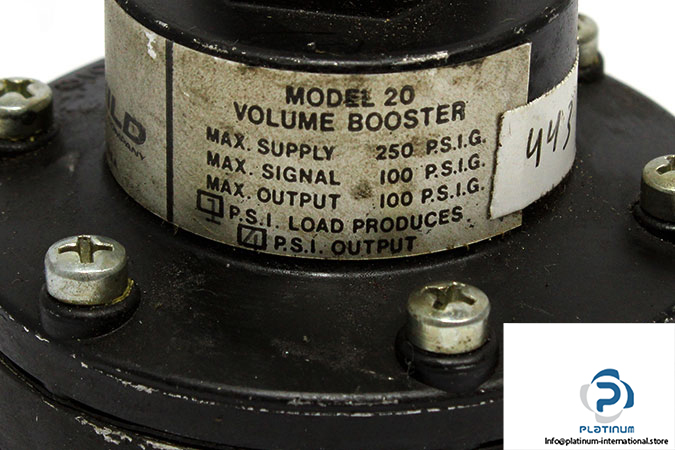 MODEL 20
VOLUME BOOSTER
MAX. SUPPLY 250 P.S.I.G.
MAX. SIGNAL 100 P.S.I.G.
MAX. OUTPUT 100 P.S.I.G.
1 P.S.I. LOAD PRODUCES
P.S.I. OUTPUT
443
PLATINUM
Info@platinum-international.store